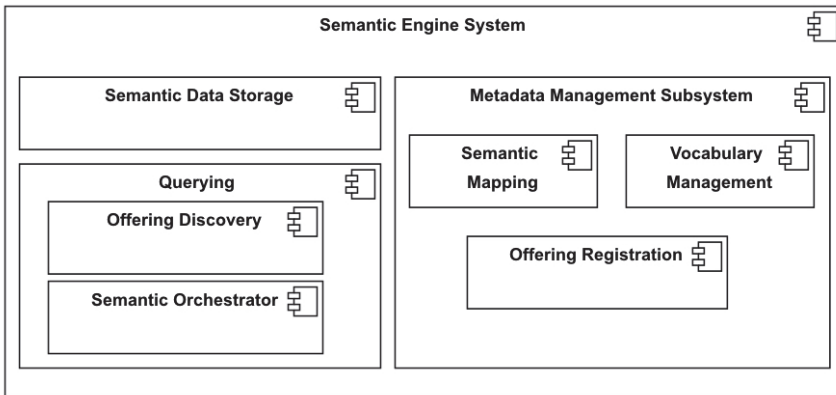 Semantic Engine System
Semantic Data Storage
Querying
Offering Discovery
Semantic Orchestrator
Metadata Management Subsystem
Semantic
Mapping
Vocabulary
Management
Offering Registration